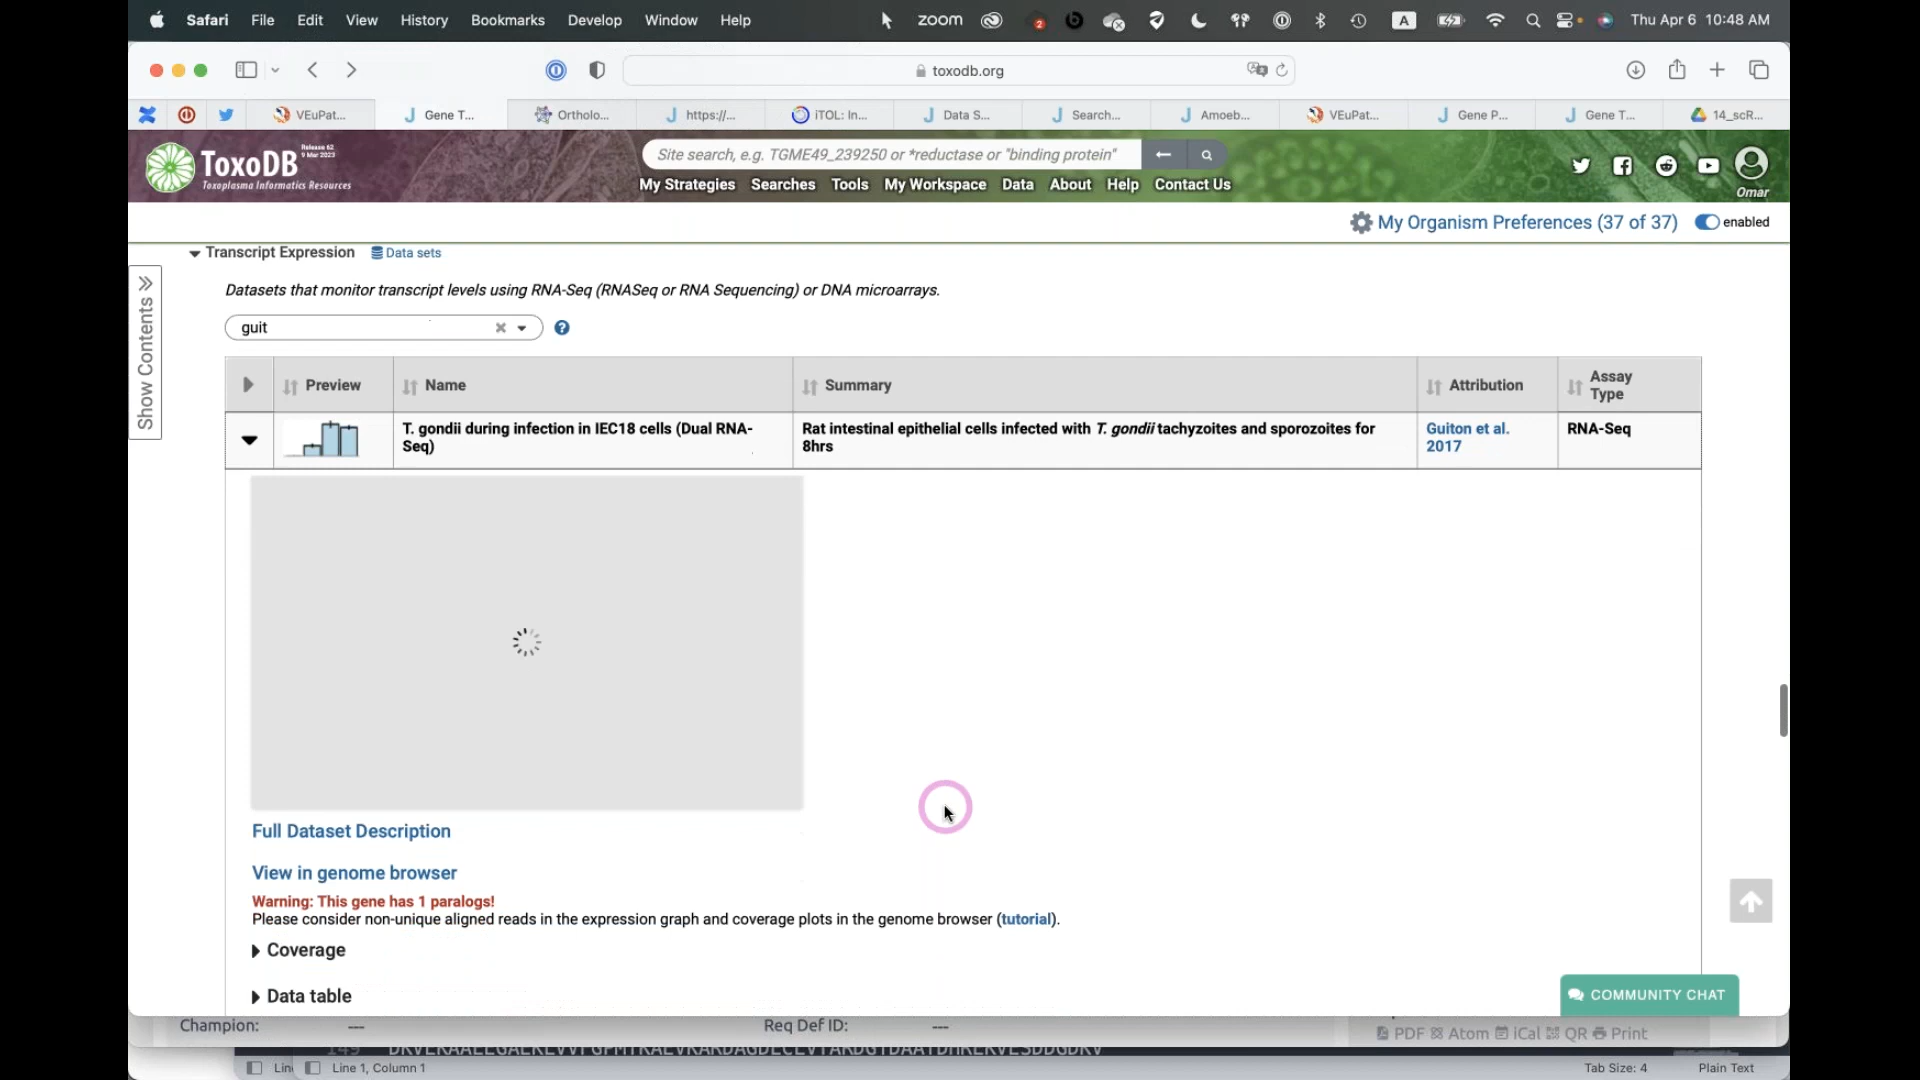 Safari File Edit View History Bookmarks Develop Window Help zoom 2 A Thu Apr 6 10:48 AM
toxodb.org
VEuPat... Gene T... Ortholo... https://... iTOL: In... Data S... Search... Amoeb... VEuPat... Gene P... Gene T... 14_scR...
ToxoDB Release 62
9 Mar 2023
Toxoplasma Informatics Resources
Site search, e.g. TGME49_239250 or *reductase or "binding protein"
My Strategies Searches Tools My Workspace Data About Help Contact Us
Omar
My Organism Preferences (37 of 37) enabled
Transcript Expression Data sets
Show Contents
Datasets that monitor transcript levels using RNA-Seq (RNASeq or RNA Sequencing) or DNA microarrays.
guit
Preview Name Summary Attribution Assay
Type
T. gondii during infection in IEC18 cells (Dual RNA-
Seq)
Rat intestinal epithelial cells infected with T. gondii tachyzoites and sporozoites for
8hrs
Guiton et al.
2017
RNA-Seq
Full Dataset Description
View in genome browser
Warning: This gene has 1 paralogs!
Please consider non-unique aligned reads in the expression graph and coverage plots in the genome browser (tutorial).
Coverage
Data table
COMMUNITY CHAT
Champion: --- Req Def ID: ---
PDF Atom iCal QR Print
Line 1, Column 1 Tab Size: 4 Plain Text